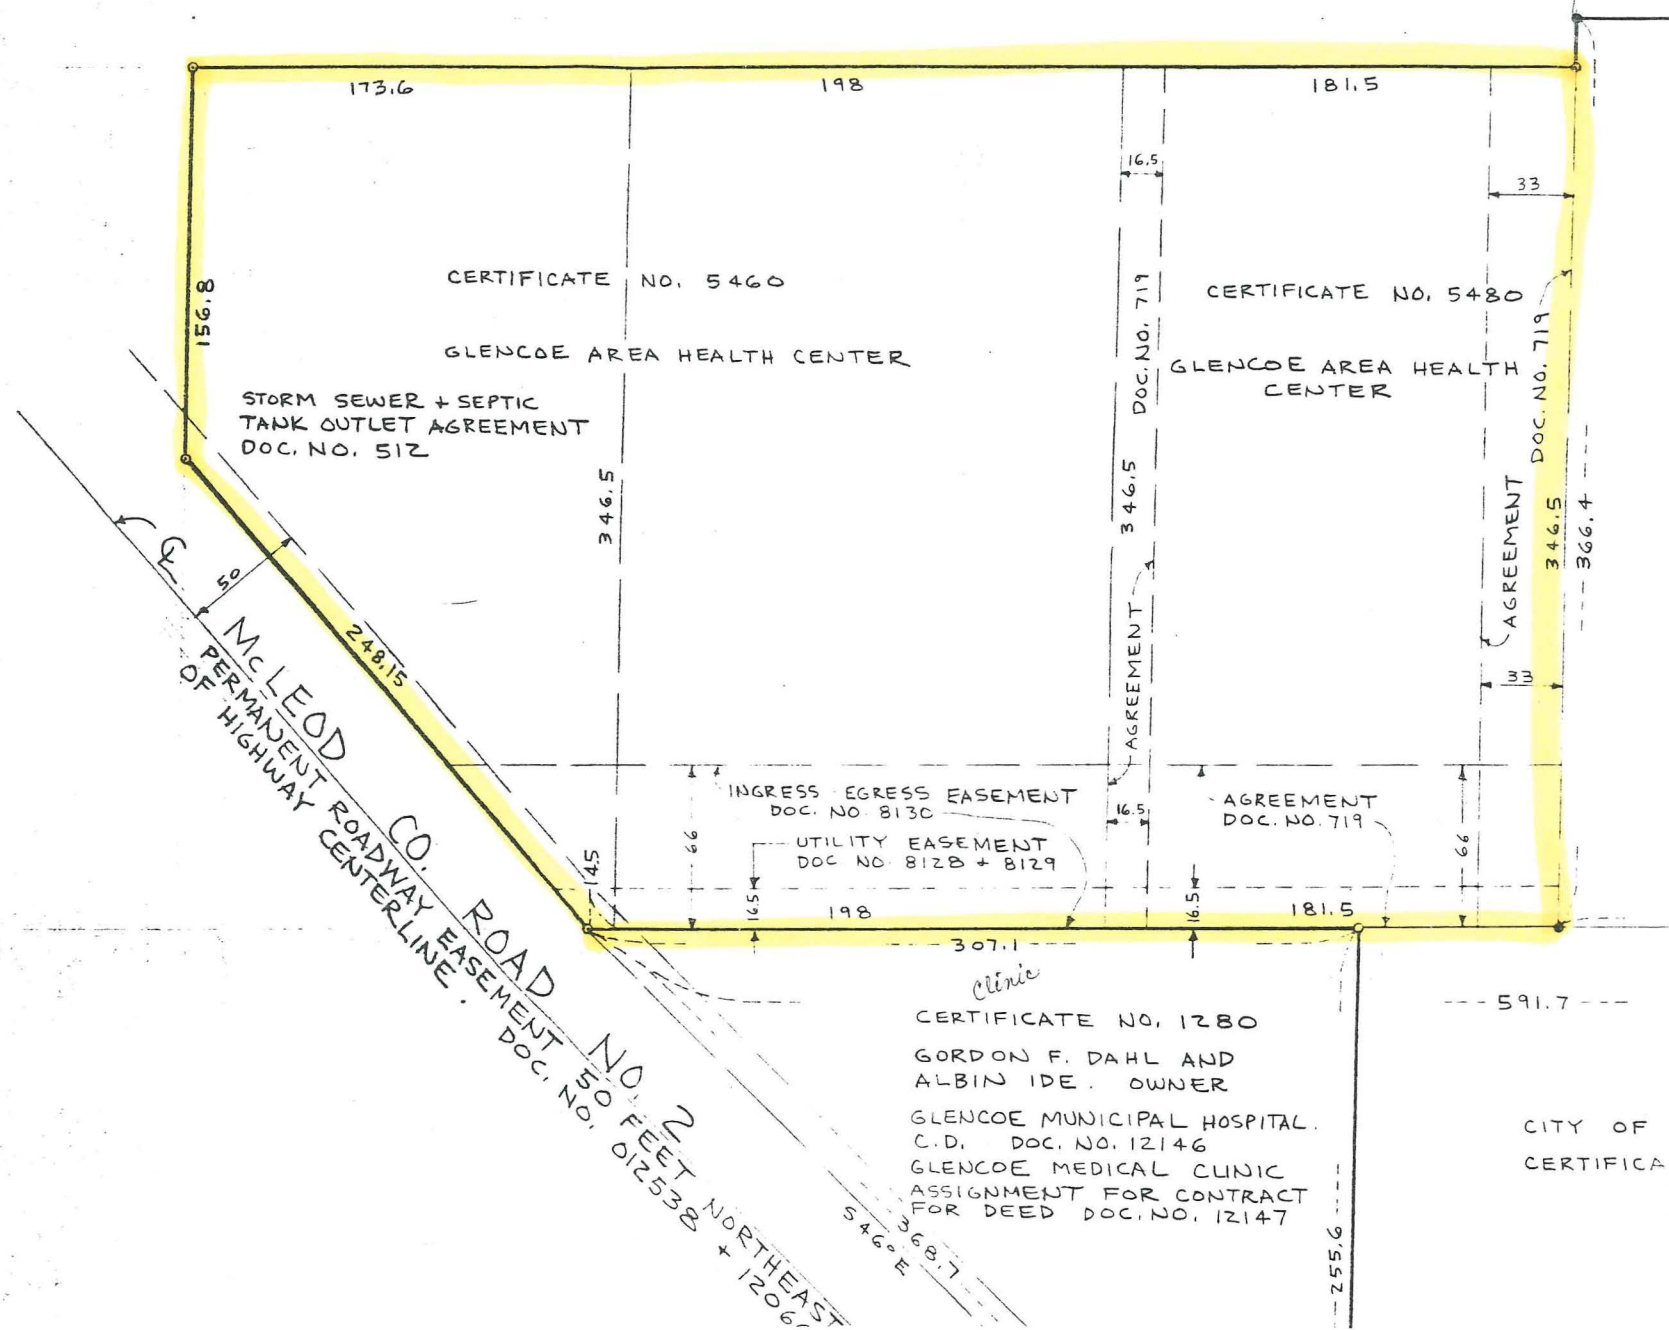 173.6
198
181.5
16.5
33
156.8
CERTIFICATE NO. 5460
GLENCOE AREA HEALTH CENTER
DOC. NO. 719
346.5
CERTIFICATE NO. 5480
GLENCOE AREA HEALTH
CENTER
DOC. NO. 719
STORM SEWER + SEPTIC
TANK OUTLET AGREEMENT
DOC. NO. 512
346.5
AGREEMENT
346.5
366.4
AGREEMENT
33
℄
50
248.15
McLEOD CO. ROAD NO. 2
PERMANENT ROADWAY EASEMENT 50 FEET NORTHEAST
OF HIGHWAY CENTERLINE. DOC. NO. 012538 +
INGRESS EGRESS EASEMENT
DOC. NO. 8130
16.5
AGREEMENT
DOC. NO. 719
66
66
UTILITY EASEMENT
DOC NO. 8128 + 8129
14.5
16.5
198
16.5
181.5
307.1
Clinic
591.7
CERTIFICATE NO. 1280
GORDON F. DAHL AND
ALBIN IDE. OWNER
GLENCOE MUNICIPAL HOSPITAL.
C.D. DOC. NO. 12146
GLENCOE MEDICAL CLINIC
ASSIGNMENT FOR CONTRACT
FOR DEED DOC. NO. 12147
CITY OF
CERTIFICA
368.7
S46°E
255.6